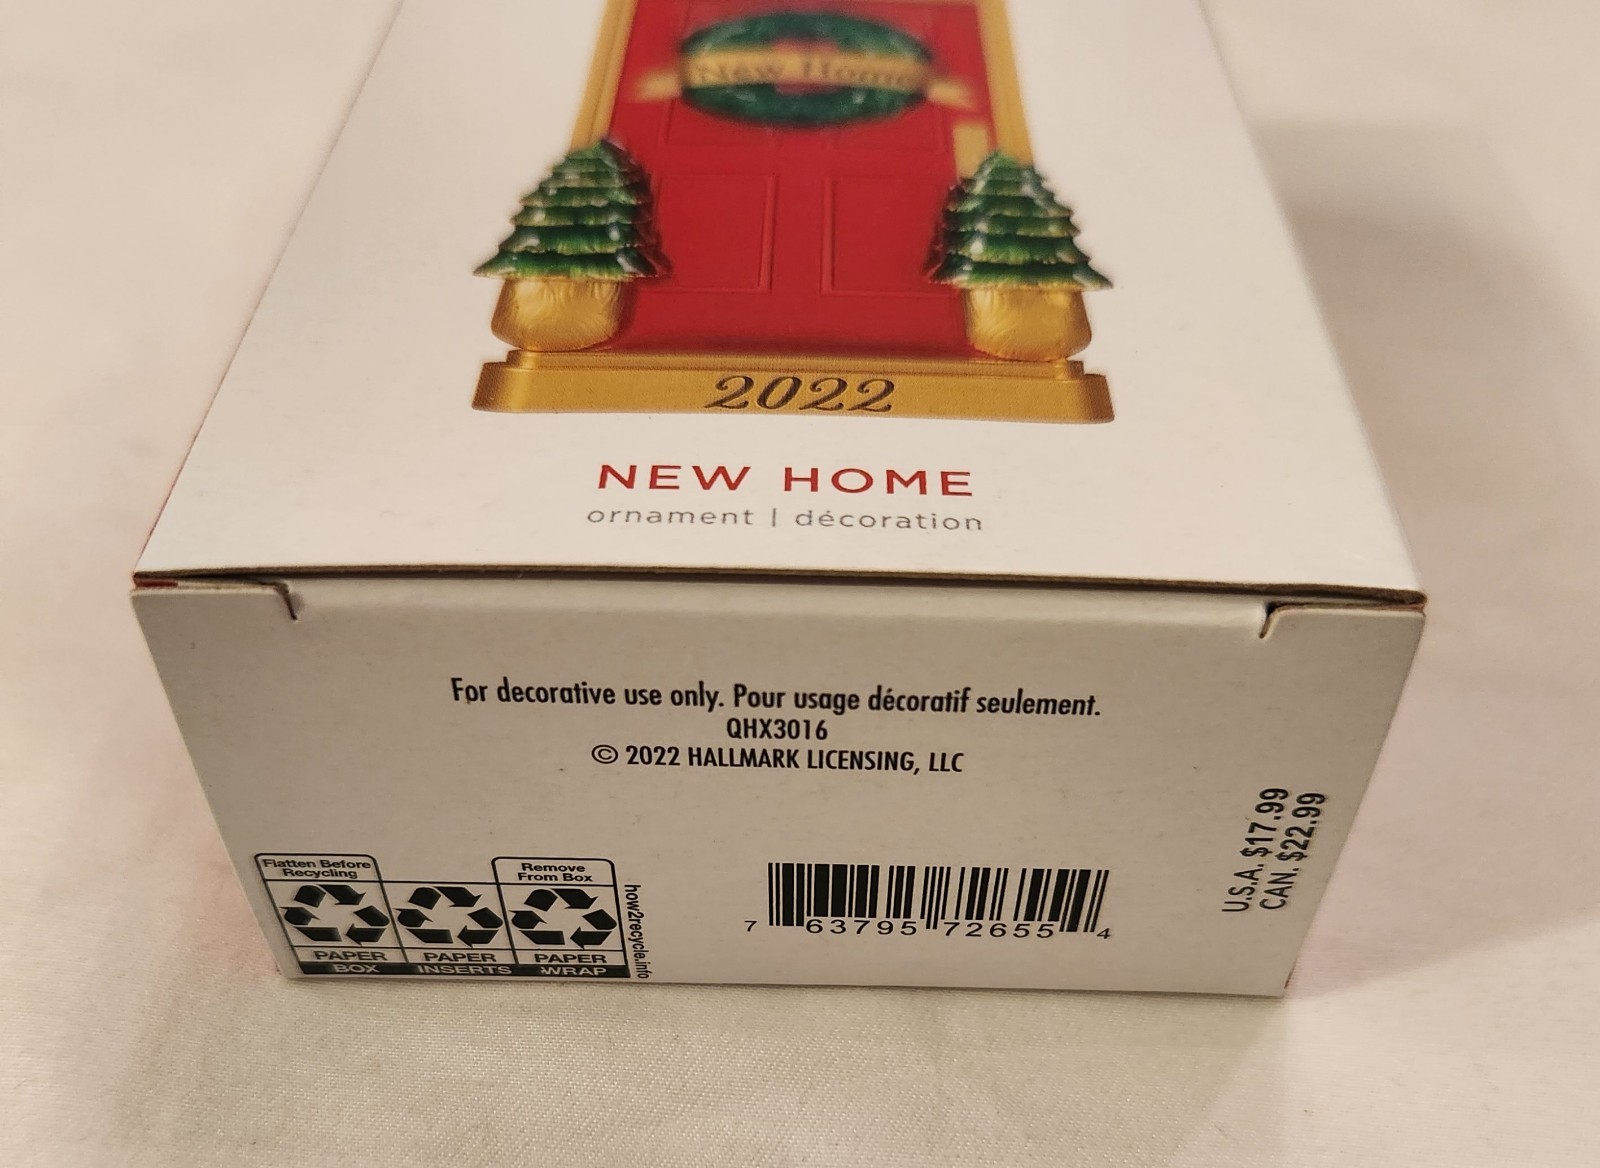 New Home
2022
NEW HOME
ornament | décoration
For decorative use only. Pour usage décoratif seulement.
QHX3016
© 2022 HALLMARK LICENSING, LLC
U.S.A. $17.99
CAN. $22.99
Flatten Before
Recycling
Remove
From Box
PAPER PAPER PAPER
BOX INSERTS WRAP
how2recycle.info
7 63795 72655 4